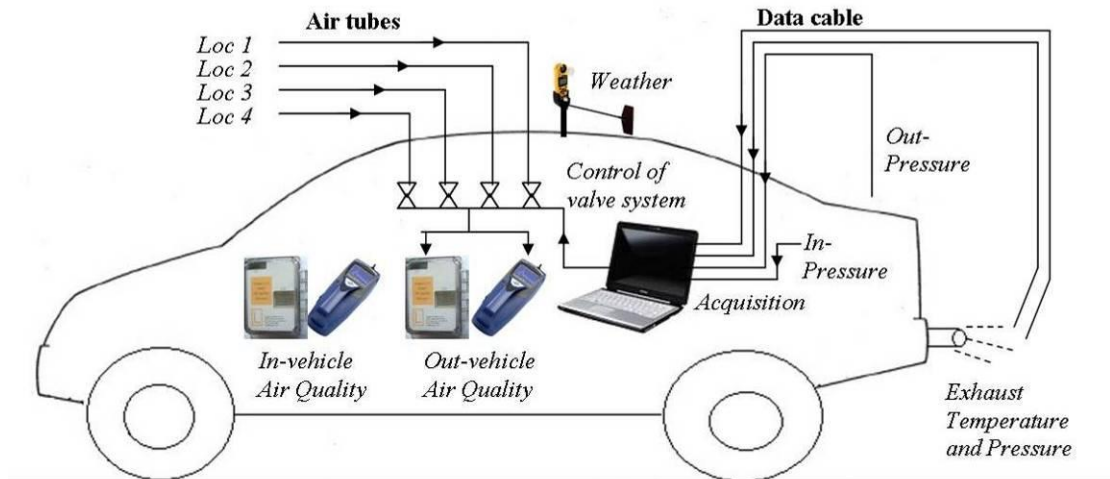 Air tubes
Data cable
Loc 1
Loc 2
Loc 3
Loc 4
Weather
Out-
Pressure
Control of
valve system
In-
Pressure
Acquisition
In-vehicle
Air Quality
Out-vehicle
Air Quality
Exhaust
Temperature
and Pressure